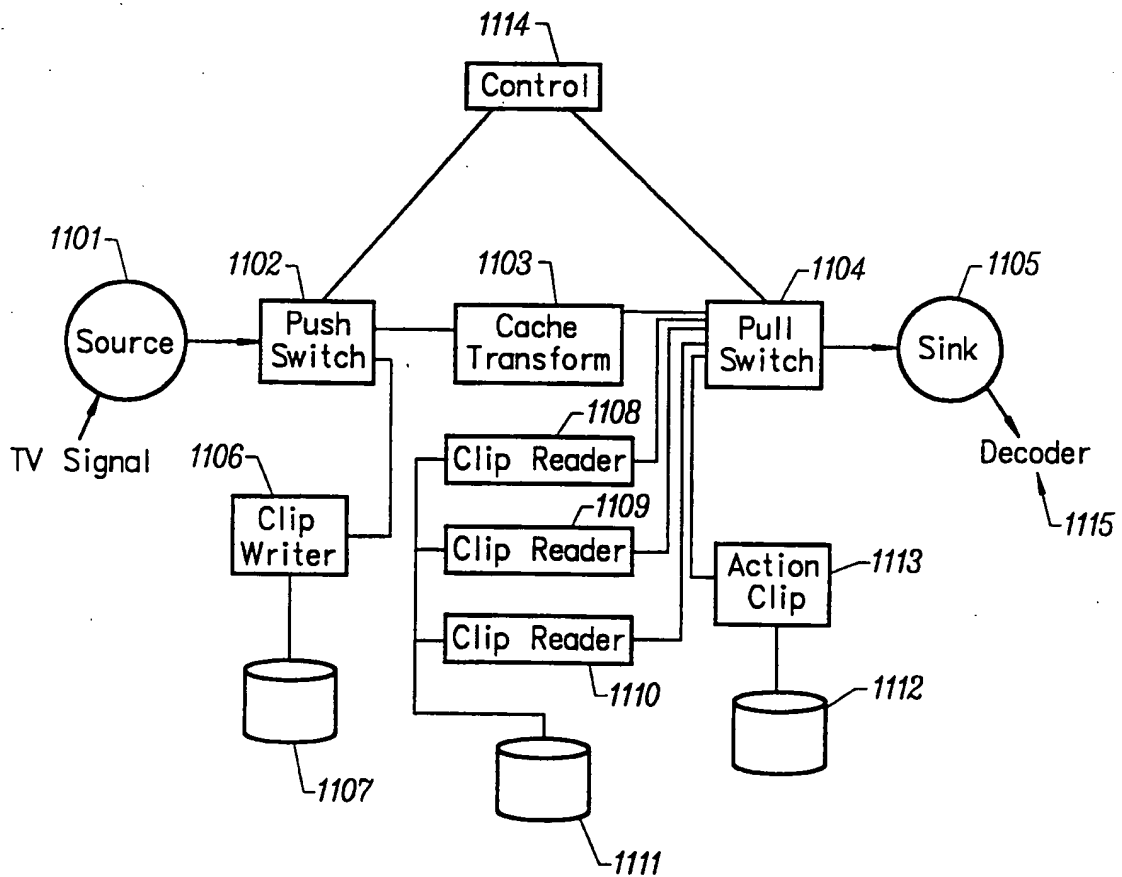 1114
Control
1101
1102
1103
1104
1105
Source
Push
Switch
Cache
Transform
Pull
Switch
Sink
TV Signal
1108
Clip Reader
Decoder
1106
1115
Clip
Writer
1109
Clip Reader
Action
Clip
1113
Clip Reader
1110
1112
1107
1111